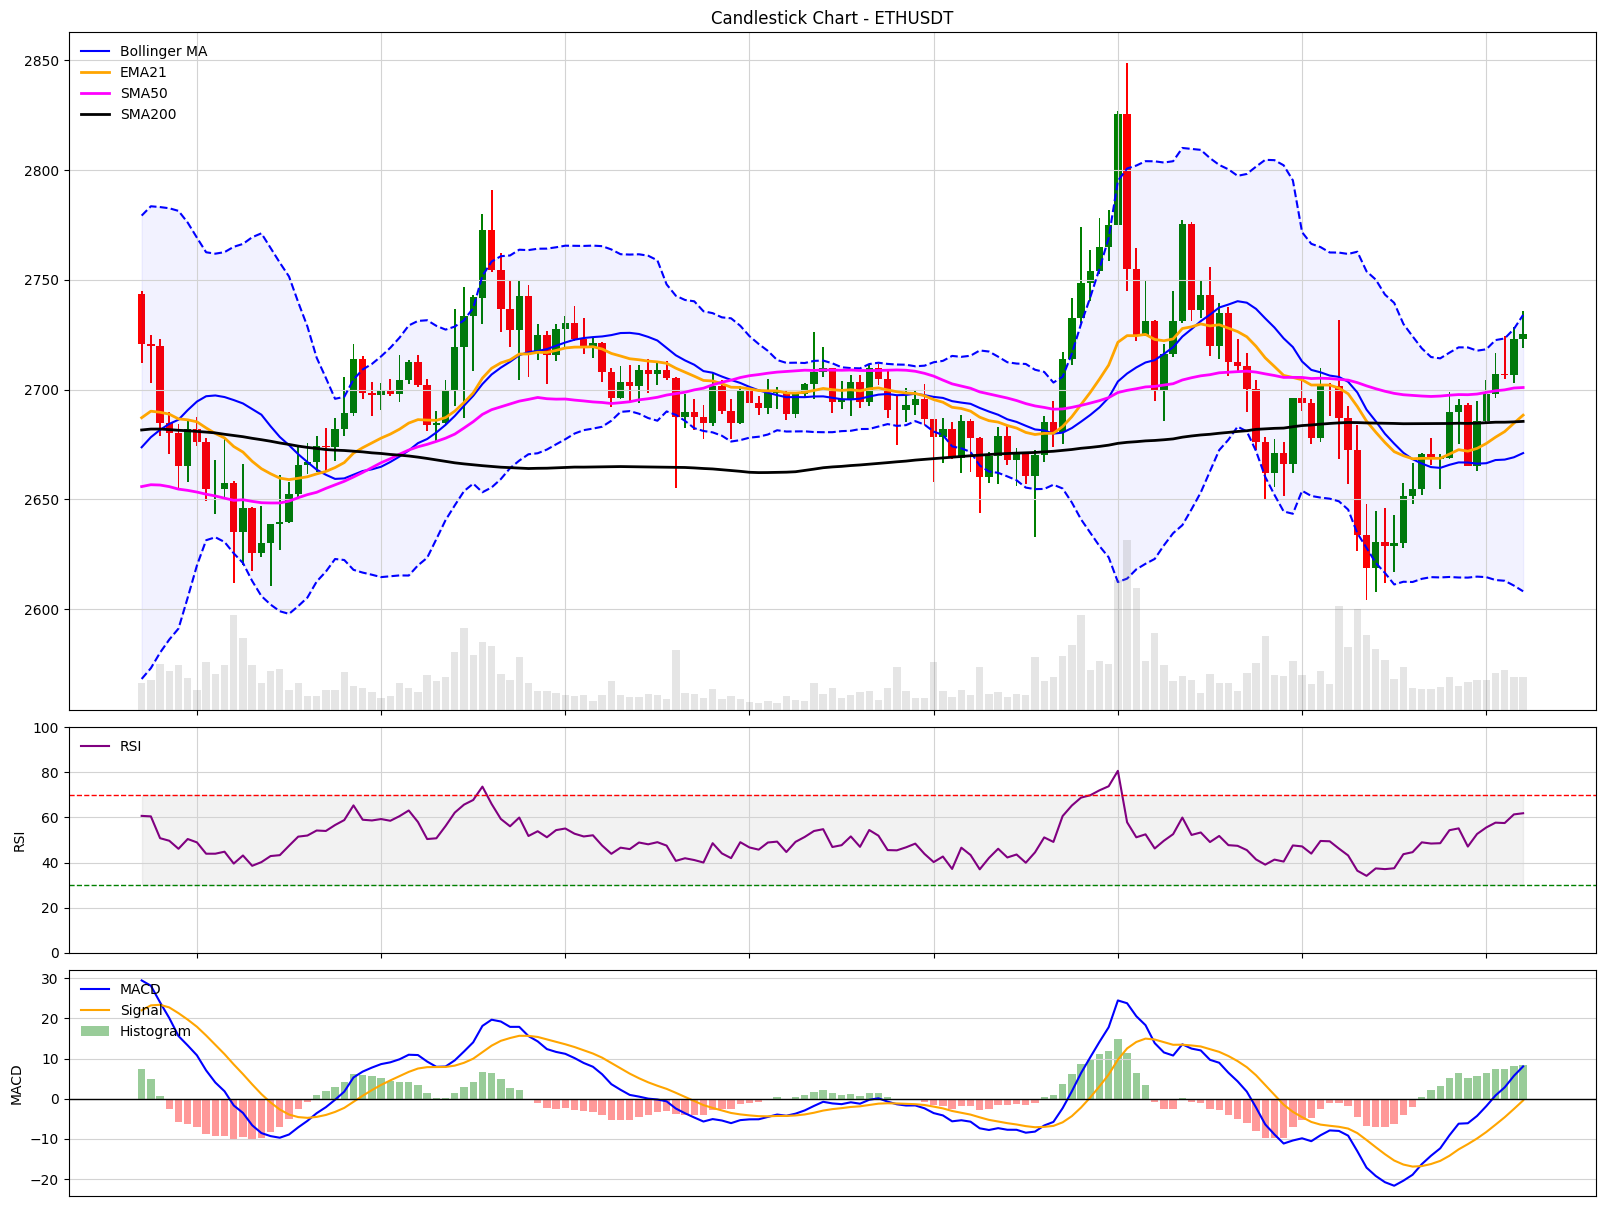 Candlestick Chart - ETHUSDT
Bollinger MA
EMA21
SMA50
SMA200
2850
2800
2750
2700
2650
2600
RSI
100
80
60
40
20
0
RSI
MACD
Signal
Histogram
30
20
10
0
−10
−20
MACD